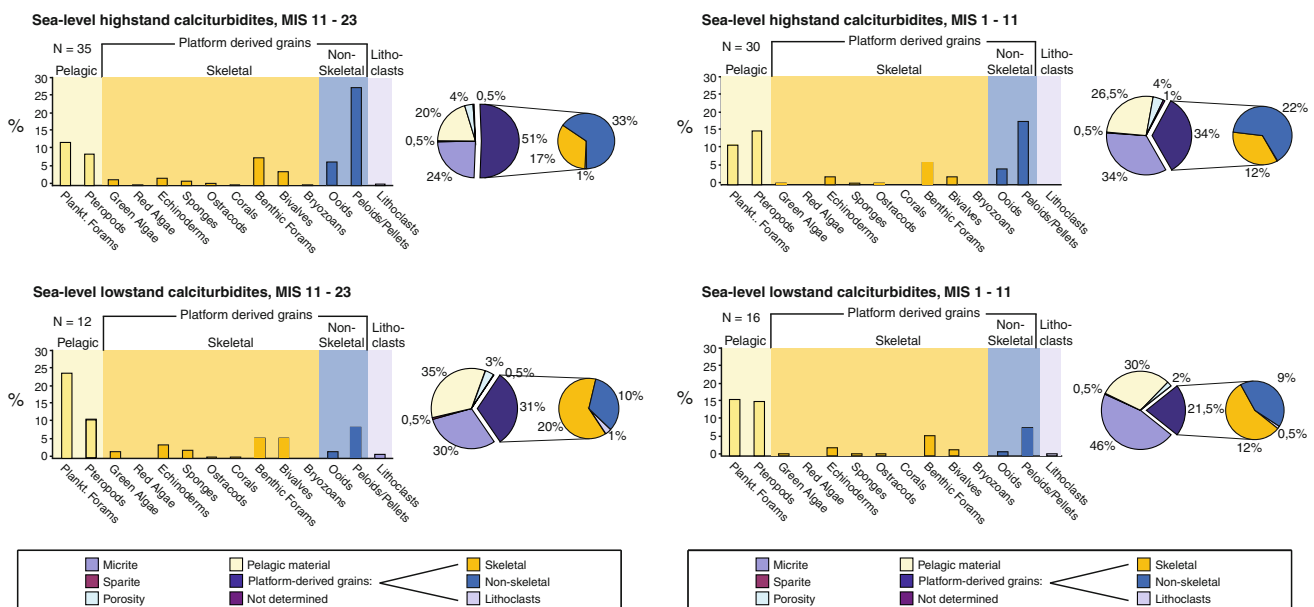 Sea-level highstand calciturbidites, MIS 11 - 23
N = 35
Platform derived grains
Pelagic
Skeletal
Non-
Skeletal
Litho-
clasts
%
30
25
20
15
10
5
0
Plankt. Forams
Pteropods
Green Algae
Red Algae
Echinoderms
Sponges
Ostracods
Corals
Benthic Forams
Bivalves
Bryozoans
Ooids
Peloids/Pellets
Lithoclasts
20%
4%
0,5%
0,5%
51%
24%
33%
17%
1%
Sea-level highstand calciturbidites, MIS 1 - 11
N = 30
Platform derived grains
Pelagic
Skeletal
Non-
Skeletal
Litho-
clasts
%
30
25
20
15
10
5
0
Plankt.. Forams
Pteropods
Green Algae
Red Algae
Echinoderms
Sponges
Ostracods
Corals
Benthic Forams
Bivalves
Bryozoans
Ooids
Peloids/Pellets
Lithoclasts
26,5%
4%
1%
0,5%
34%
34%
22%
12%
Sea-level lowstand calciturbidites, MIS 11 - 23
N = 12
Platform derived grains
Pelagic
Skeletal
Non-
Skeletal
Litho-
clasts
%
30
25
20
15
10
5
0
Plankt. Forams
Pteropods
Green Algae
Red Algae
Echinoderms
Sponges
Ostracods
Corals
Benthic Forams
Bivalves
Bryozoans
Ooids
Peloids/Pellets
Lithoclasts
35%
3%
0,5%
0,5%
31%
30%
10%
20%
1%
Sea-level lowstand calciturbidites, MIS 1 - 11
N = 16
Platform derived grains
Pelagic
Skeletal
Non-
Skeletal
Litho-
clasts
%
30
25
20
15
10
5
0
Plankt. Forams
Pteropods
Green Algae
Red Algae
Echinoderms
Sponges
Ostracods
Corals
Benthic Forams
Bivalves
Bryozoans
Ooids
Peloids/Pellets
Lithoclasts
30%
2%
0,5%
21,5%
46%
9%
0,5%
12%
Micrite
Sparite
Porosity
Pelagic material
Platform-derived grains:
Not determined
Skeletal
Non-skeletal
Lithoclasts
Micrite
Sparite
Porosity
Pelagic material
Platform-derived grains:
Not determined
Skeletal
Non-skeletal
Lithoclasts